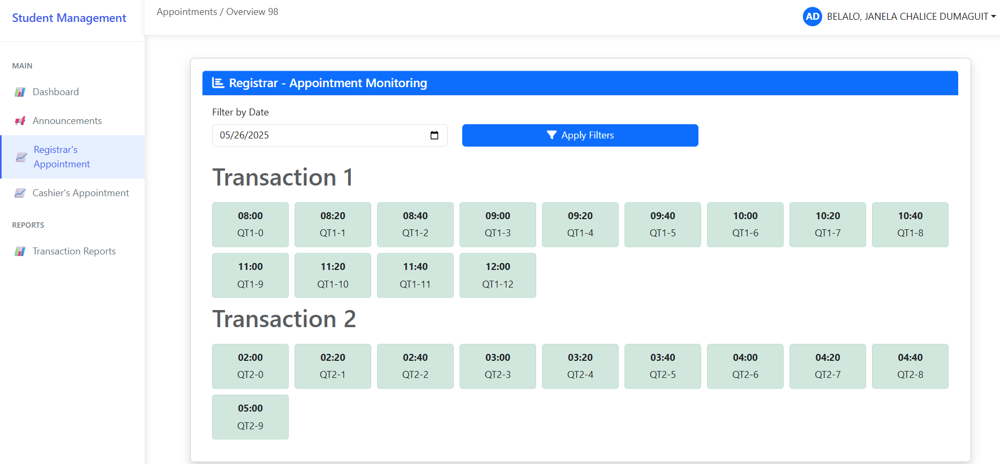 Student Management
Appointments / Overview 98
AD BELALO, JANELA CHALICE DUMAGUIT
MAIN
Dashboard
Announcements
Registrar's
Appointment
Cashier's Appointment
REPORTS
Transaction Reports
Registrar - Appointment Monitoring
Filter by Date
05/26/2025
Apply Filters
Transaction 1
08:00 08:20 08:40 09:00 09:20 09:40 10:00 10:20 10:40
QT1-0 QT1-1 QT1-2 QT1-3 QT1-4 QT1-5 QT1-6 QT1-7 QT1-8
11:00 11:20 11:40 12:00
QT1-9 QT1-10 QT1-11 QT1-12
Transaction 2
02:00 02:20 02:40 03:00 03:20 03:40 04:00 04:20 04:40
QT2-0 QT2-1 QT2-2 QT2-3 QT2-4 QT2-5 QT2-6 QT2-7 QT2-8
05:00
QT2-9